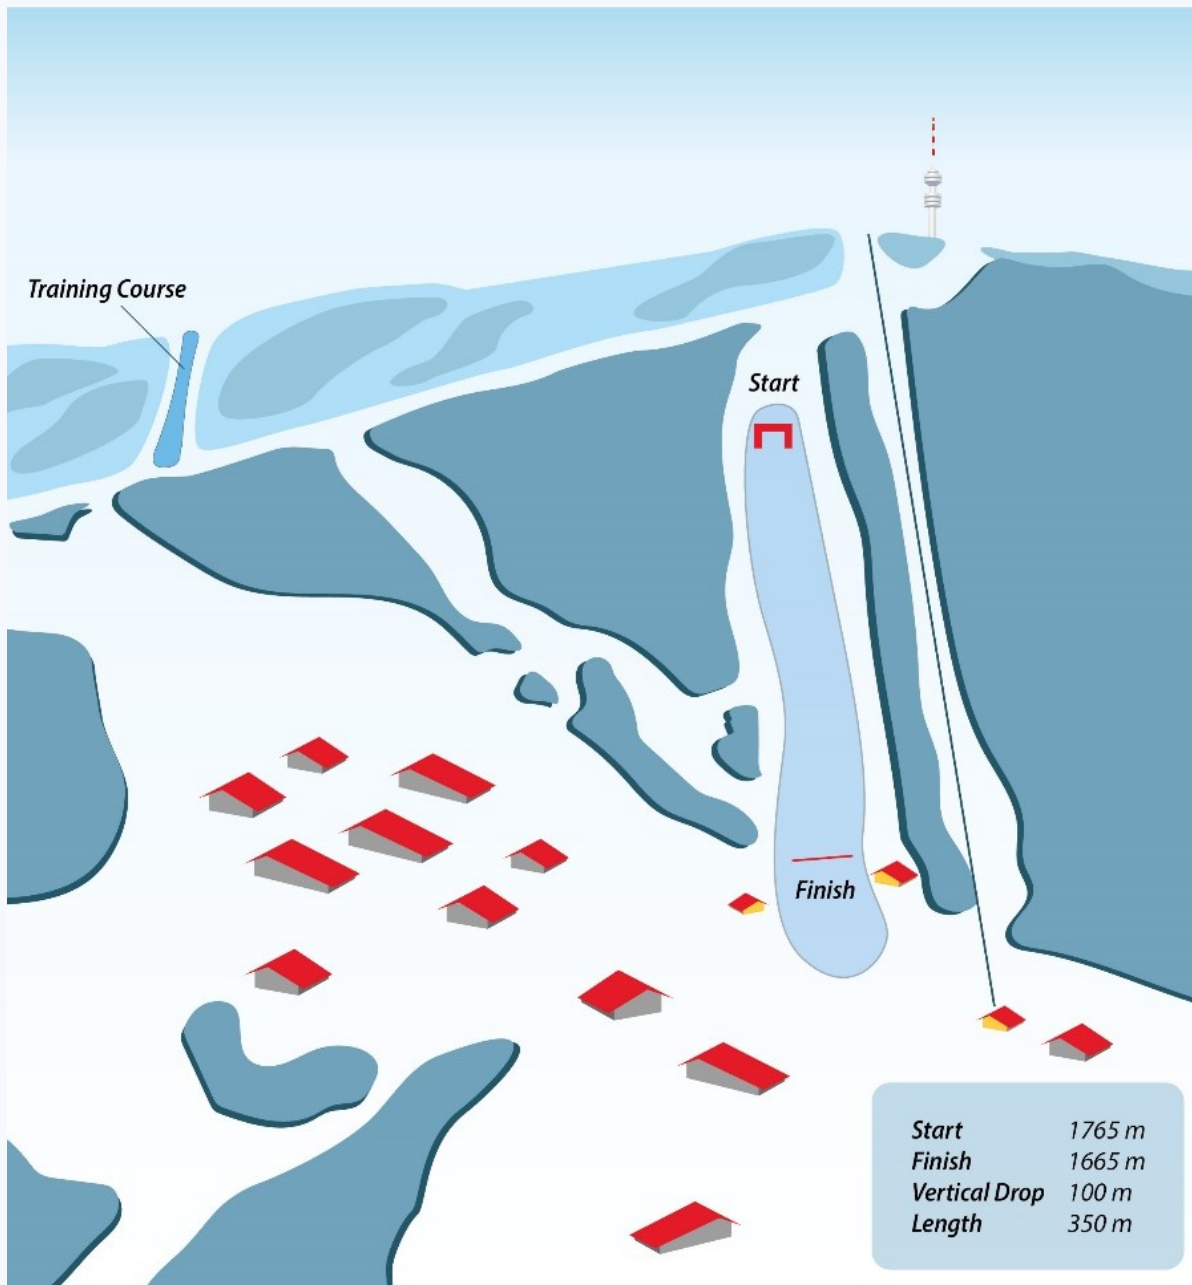 Training Course
Start
Finish
Start 1765 m
Finish 1665 m
Vertical Drop 100 m
Length 350 m